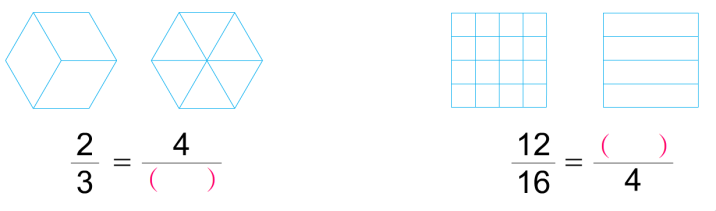 2/3 = 4/(    )
12/16 = (    )/4